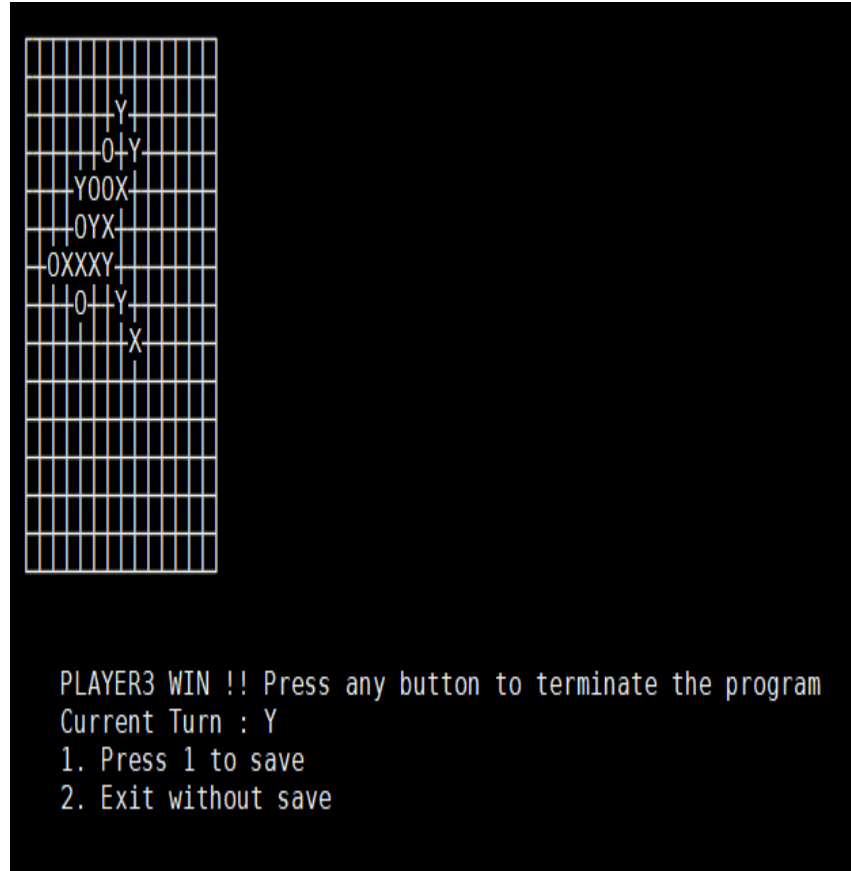 Y
O Y
YOOX
OYX
OXXXY
O Y
X
PLAYER3 WIN !! Press any button to terminate the program
Current Turn : Y
1. Press 1 to save
2. Exit without save